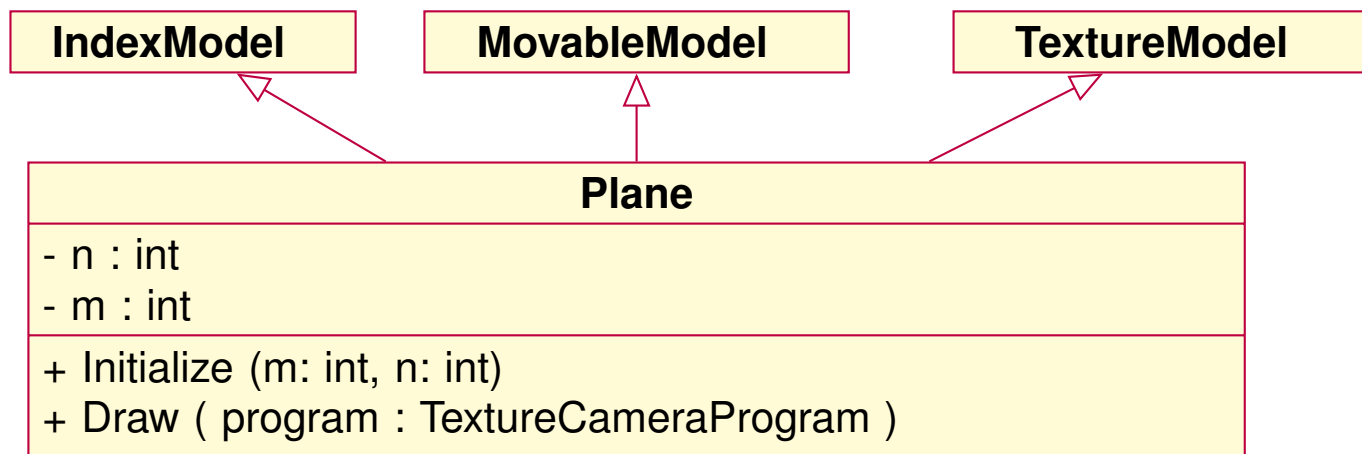 IndexModel
MovableModel
TextureModel
Plane
- n : int
- m : int
+ Initialize (m: int, n: int)
+ Draw ( program : TextureCameraProgram )